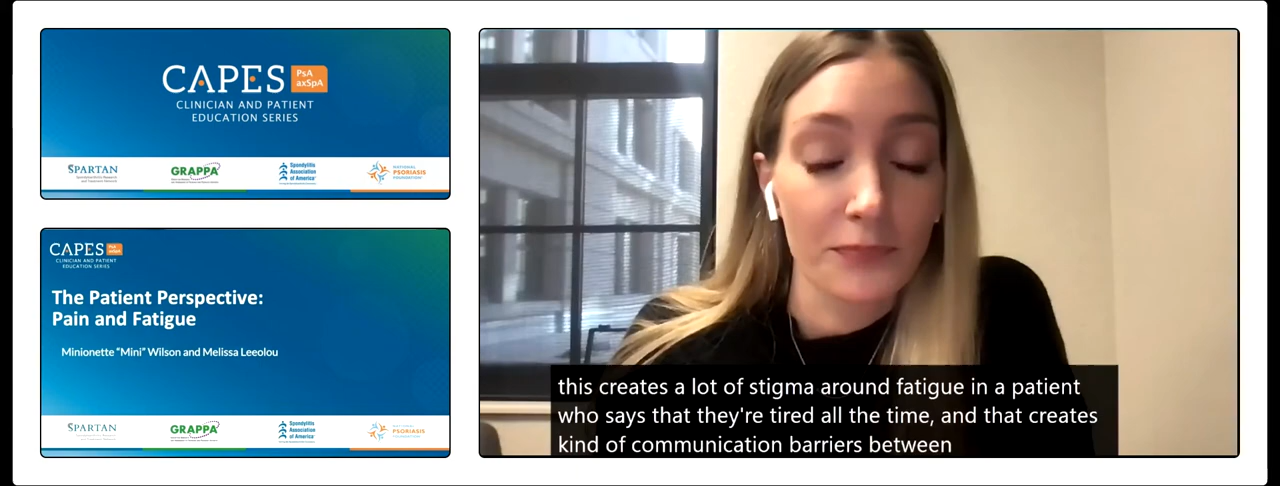 CAPES PsA
axSpA
CLINICIAN AND PATIENT
EDUCATION SERIES
SPARTAN
GRAPPA
Spondylitis
Association
of America
NATIONAL
PSORIASIS
FOUNDATION
CAPES PsA
axSpA
CLINICIAN AND PATIENT
EDUCATION SERIES
The Patient Perspective:
Pain and Fatigue
Minionette “Mini” Wilson and Melissa Leeolou
SPARTAN
GRAPPA
Spondylitis
Association
of America
NATIONAL
PSORIASIS
FOUNDATION
this creates a lot of stigma around fatigue in a patient
who says that they're tired all the time, and that creates
kind of communication barriers between